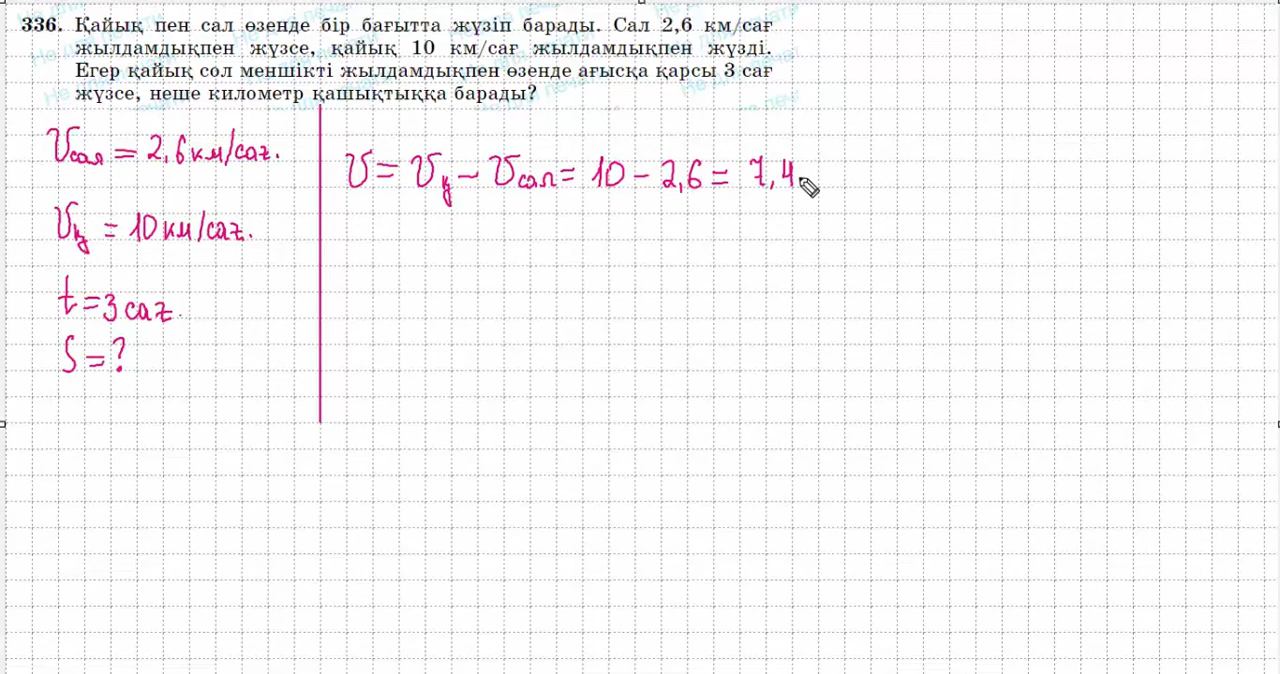 336. Қайық пен сал өзенде бір бағытта жүзіп барады. Сал 2,6 км/сағ
жылдамдықпен жүзсе, қайық 10 км/сағ жылдамдықпен жүзді.
Егер қайық сол меншікті жылдамдықпен өзенде ағысқа қарсы 3 сағ
жүзсе, неше километр қашықтыққа барады?
Vсал = 2,6 км/сағ.
Vқ = 10 км/сағ.
t = 3 сағ.
S = ?
V = Vқ - Vсал = 10 - 2,6 = 7,4